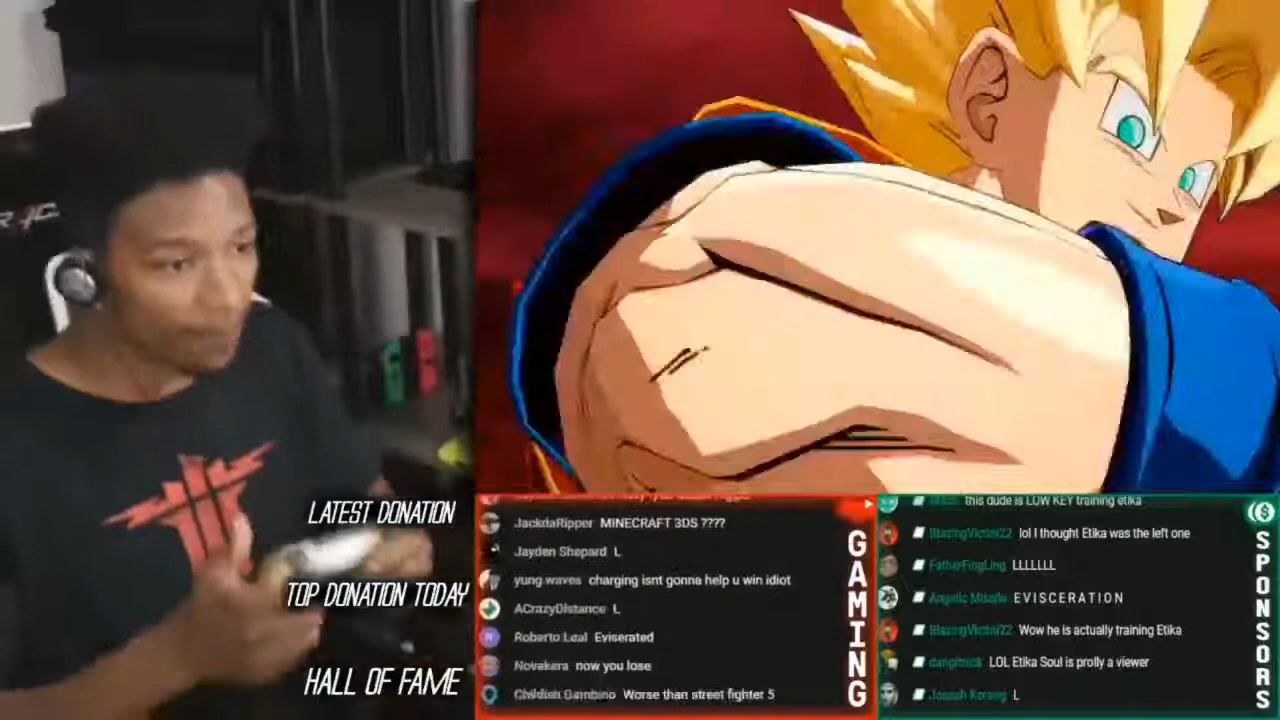 LATEST DONATION
TOP DONATION TODAY
HALL OF FAME
JackdaRipper MINECRAFT 3DS ????
Jayden Shepard L
yung.waves charging isnt gonna help u win idiot
ACrazyDistance L
Roberto Leal Eviserated
Novakera now you lose
Childish Gambino Worse than street fighter 5
GAMING
this dude is LOW KEY training etika
BlazingVictini22 lol I thought Etika was the left one
FatherFingLing LLLLLLL
Angelic Missile E V I S C E R A T I O N
BlazingVictini22 Wow he is actually training Etika
LOL Etika Soul is prolly a viewer
L
SPONSORS